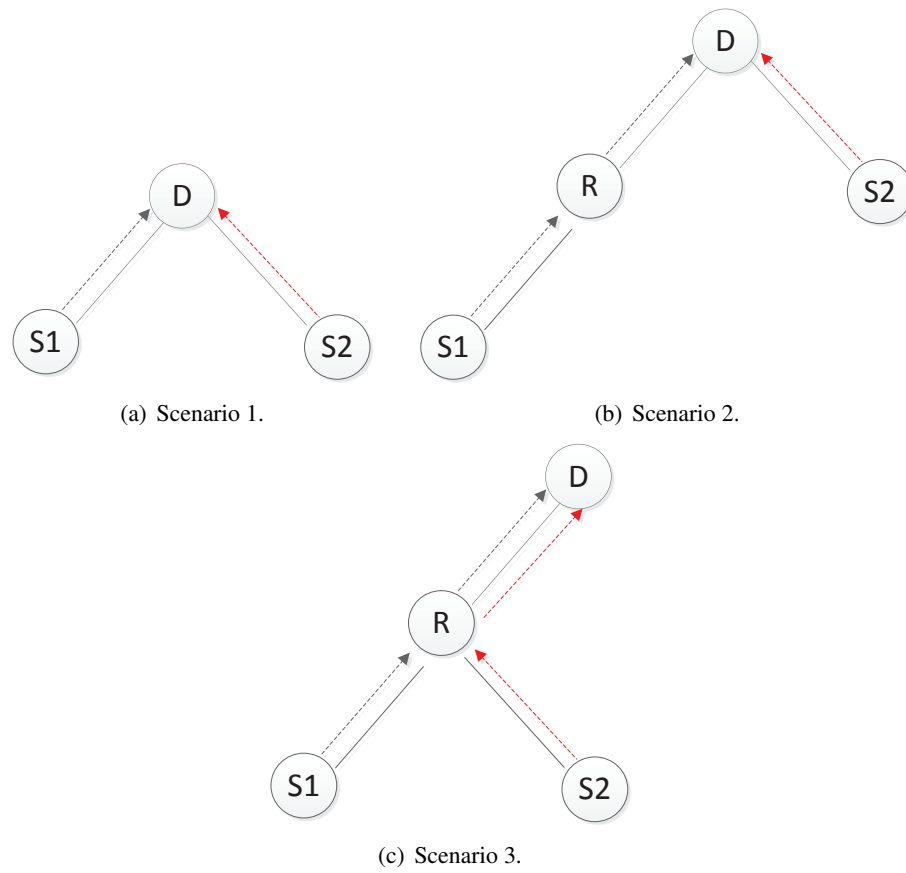 D
S1
S2
(a) Scenario 1.
D
R
S2
S1
(b) Scenario 2.
D
R
S1
S2
(c) Scenario 3.